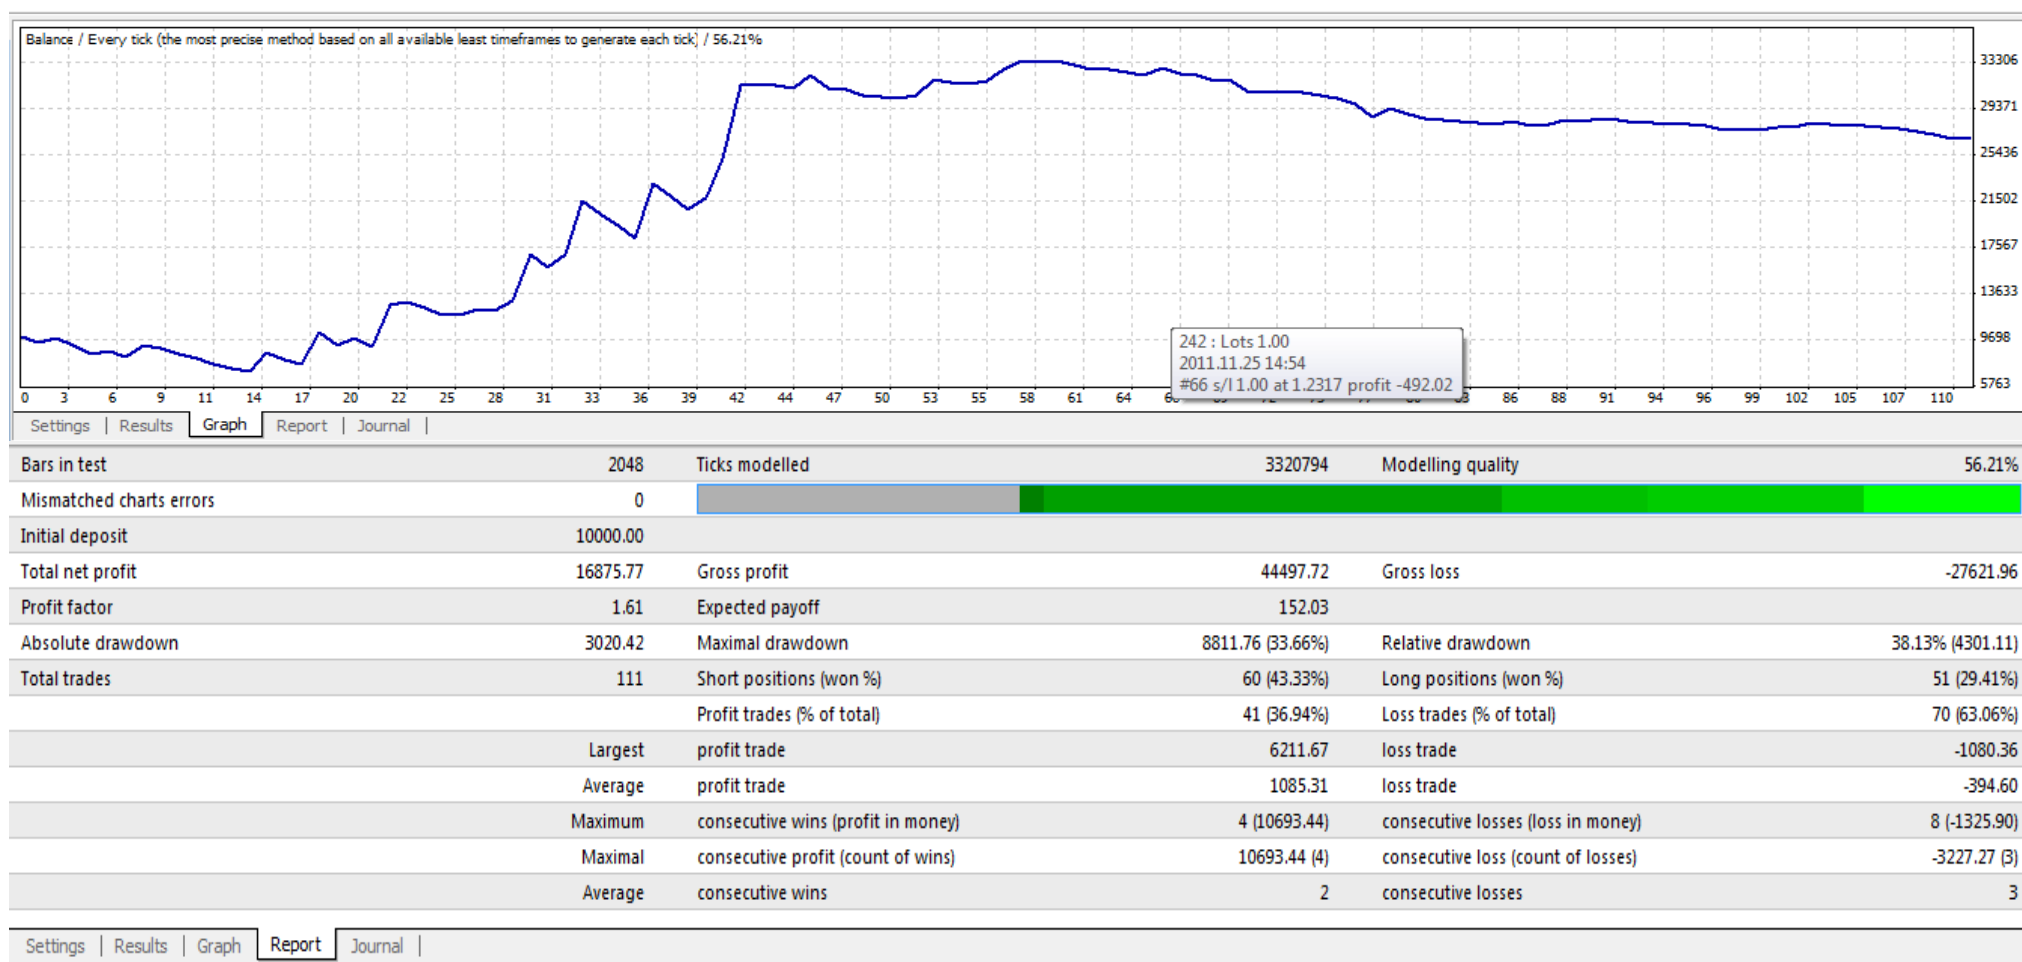 Balance / Every tick (the most precise method based on all available least timeframes to generate each tick) / 56.21%
33306
29371
25436
21502
17567
13633
9698
5763
242 : Lots 1.00
2011.11.25 14:54
#66 s/l 1.00 at 1.2317 profit -492.02
0 3 6 9 11 14 17 20 22 25 28 31 33 36 39 42 44 47 50 53 55 58 61 64 86 88 91 94 96 99 102 105 107 110
Settings | Results Graph Report | Journal |
Bars in test 2048 Ticks modelled 3320794 Modelling quality 56.21%
Mismatched charts errors 0
Initial deposit 10000.00
Total net profit 16875.77 Gross profit 44497.72 Gross loss -27621.96
Profit factor 1.61 Expected payoff 152.03
Absolute drawdown 3020.42 Maximal drawdown 8811.76 (33.66%) Relative drawdown 38.13% (4301.11)
Total trades 111 Short positions (won %) 60 (43.33%) Long positions (won %) 51 (29.41%)
Profit trades (% of total) 41 (36.94%) Loss trades (% of total) 70 (63.06%)
Largest profit trade 6211.67 loss trade -1080.36
Average profit trade 1085.31 loss trade -394.60
Maximum consecutive wins (profit in money) 4 (10693.44) consecutive losses (loss in money) 8 (-1325.90)
Maximal consecutive profit (count of wins) 10693.44 (4) consecutive loss (count of losses) -3227.27 (3)
Average consecutive wins 2 consecutive losses 3
Settings | Results | Graph Report Journal |